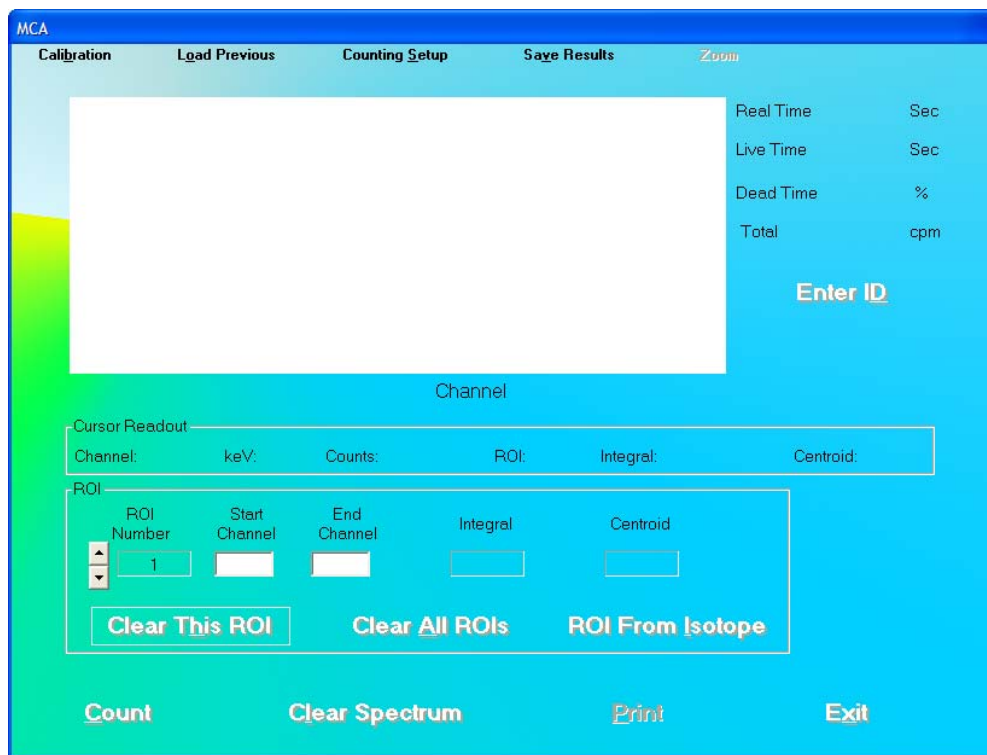 MCA
Calibration Load Previous Counting Setup Save Results Zoom
Real Time Sec
Live Time Sec
Dead Time %
Total cpm
Enter ID
Channel
Cursor Readout
Channel: keV: Counts: ROI: Integral: Centroid:
ROI
ROI Number Start Channel End Channel Integral Centroid
1
Clear This ROI Clear All ROIs ROI From Isotope
Count Clear Spectrum Print Exit